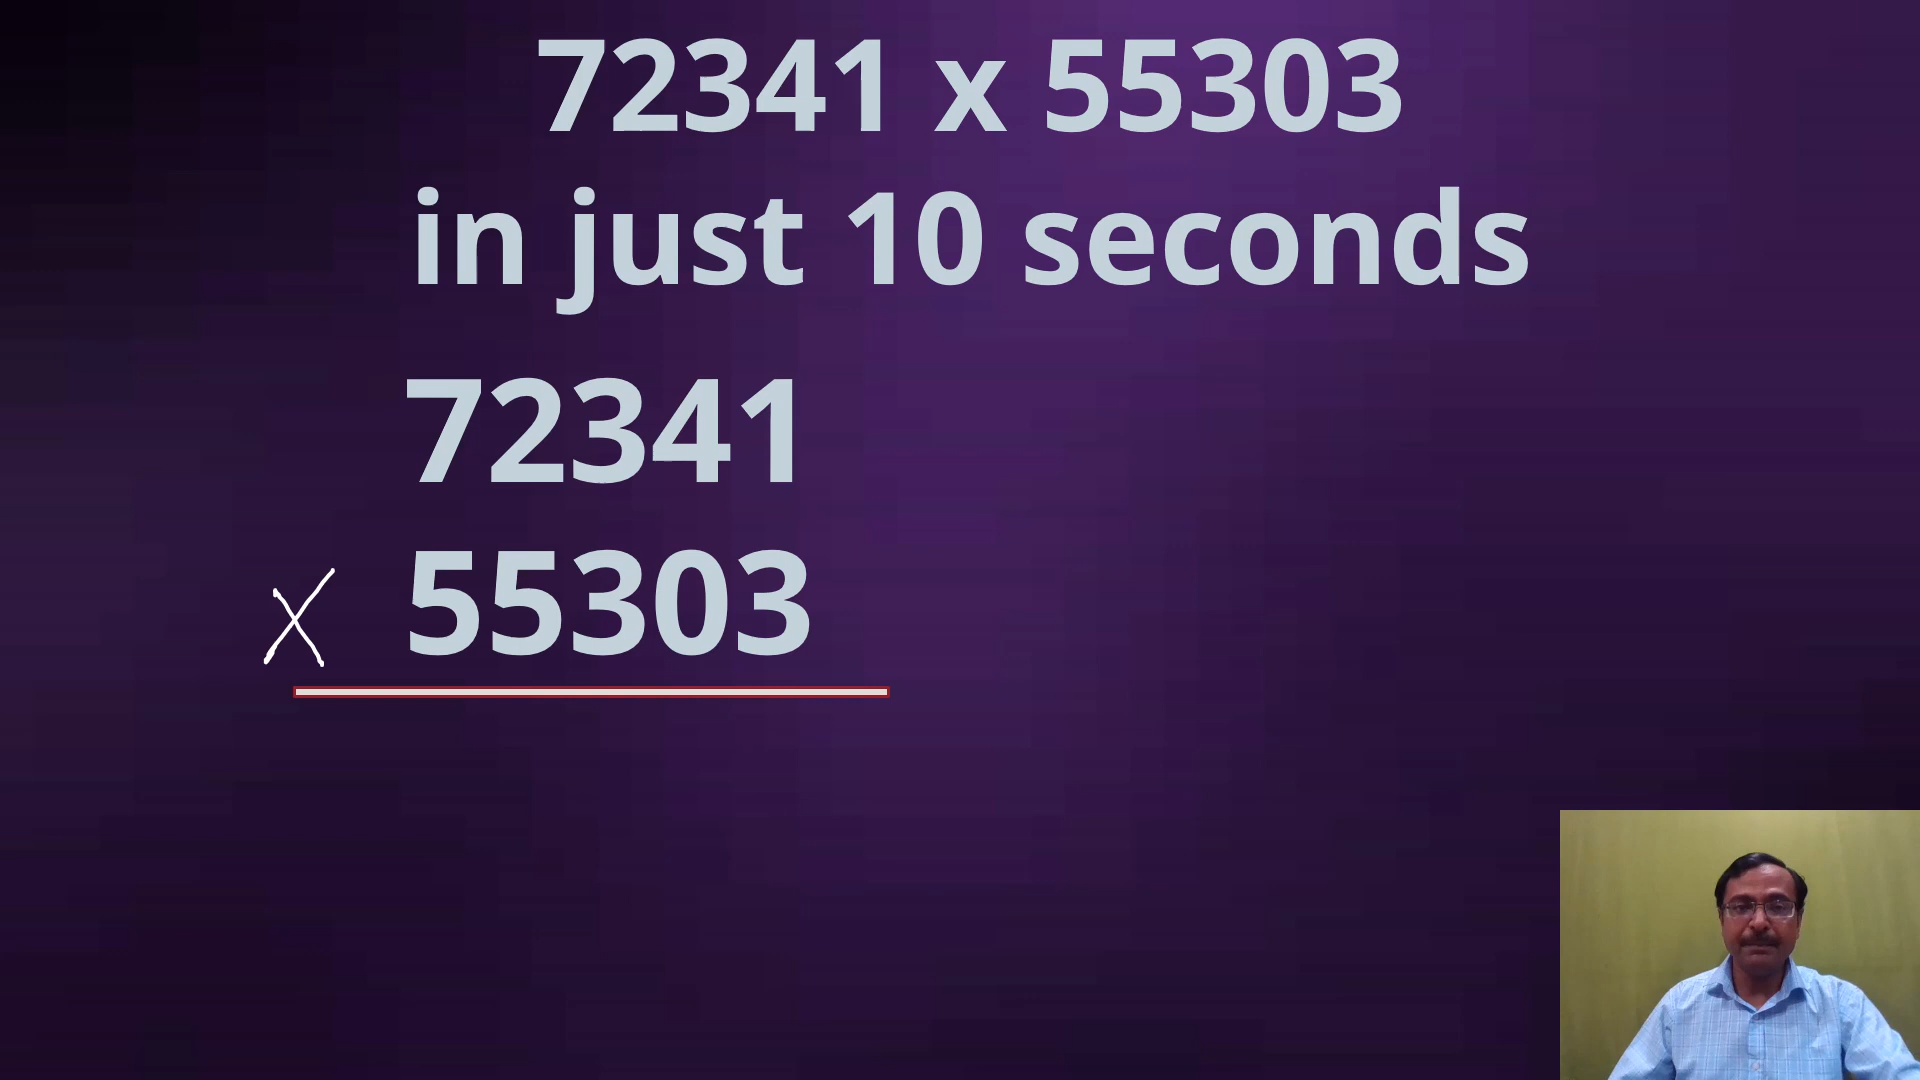 72341 x 55303
in just 10 seconds
72341
x 55303